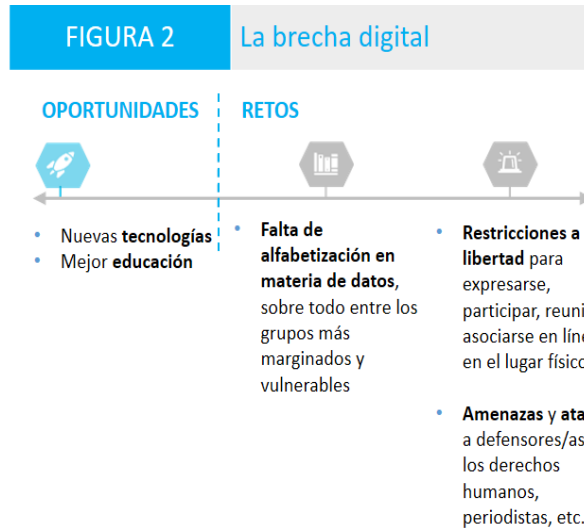 FIGURA 2
La brecha digital
OPORTUNIDADES
RETOS
• Nuevas tecnologías
• Mejor educación
• Falta de
alfabetización en
materia de datos,
sobre todo entre los
grupos más
marginados y
vulnerables
• Restricciones a
libertad para
expresarse,
participar,
asociarse en
en el lugar
• Amenazas y
a
los derechos
humanos,
periodistas, etc.